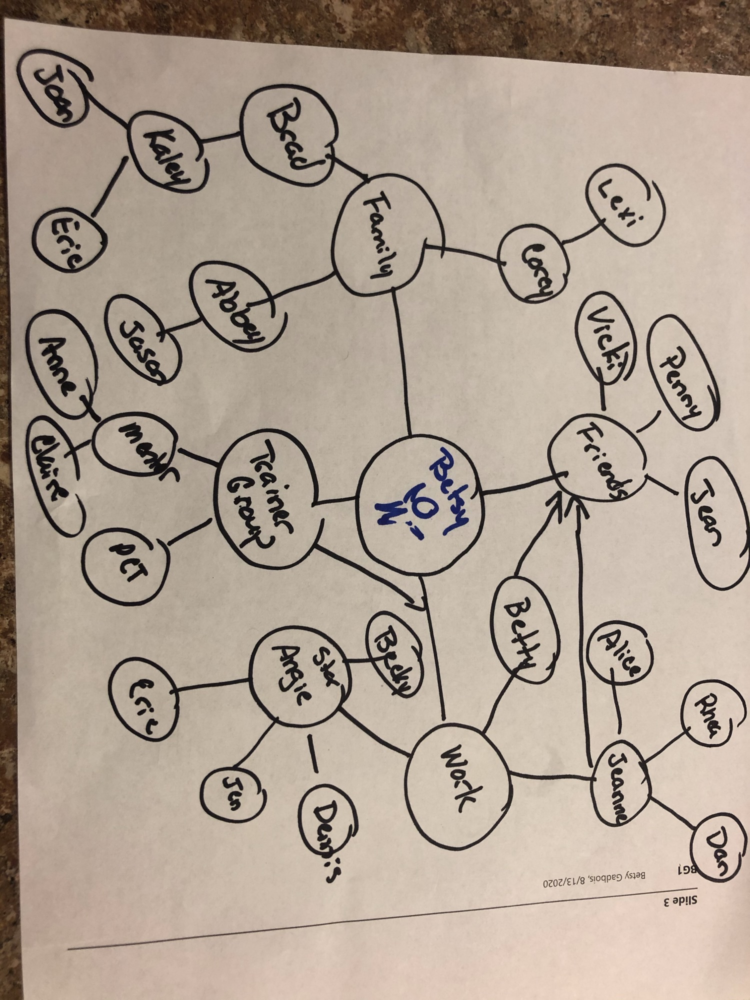 Lexi
Corey
Brad
Joan
Kaley
Family
Eric
Abbey
Jason
Vicki
Penny
Jean
Friends
Betsy
Trainer
Group
Mentor
Anne
Claire
PCT
Betty
Alice
Rhea
Becky
Star
Angie
Eric
Jen
Dennis
Work
Jeanne
Dan
Slide 3
BG1
Betsy Gadbois, 8/13/2020